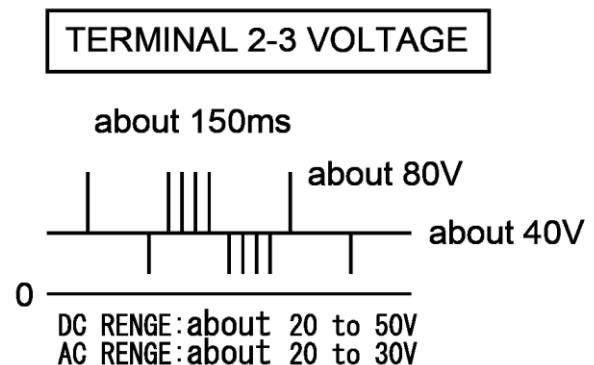 TERMINAL 2-3 VOLTAGE
about 150ms
about 80V
about 40V
0
DC RENGE:about 20 to 50V
AC RENGE:about 20 to 30V